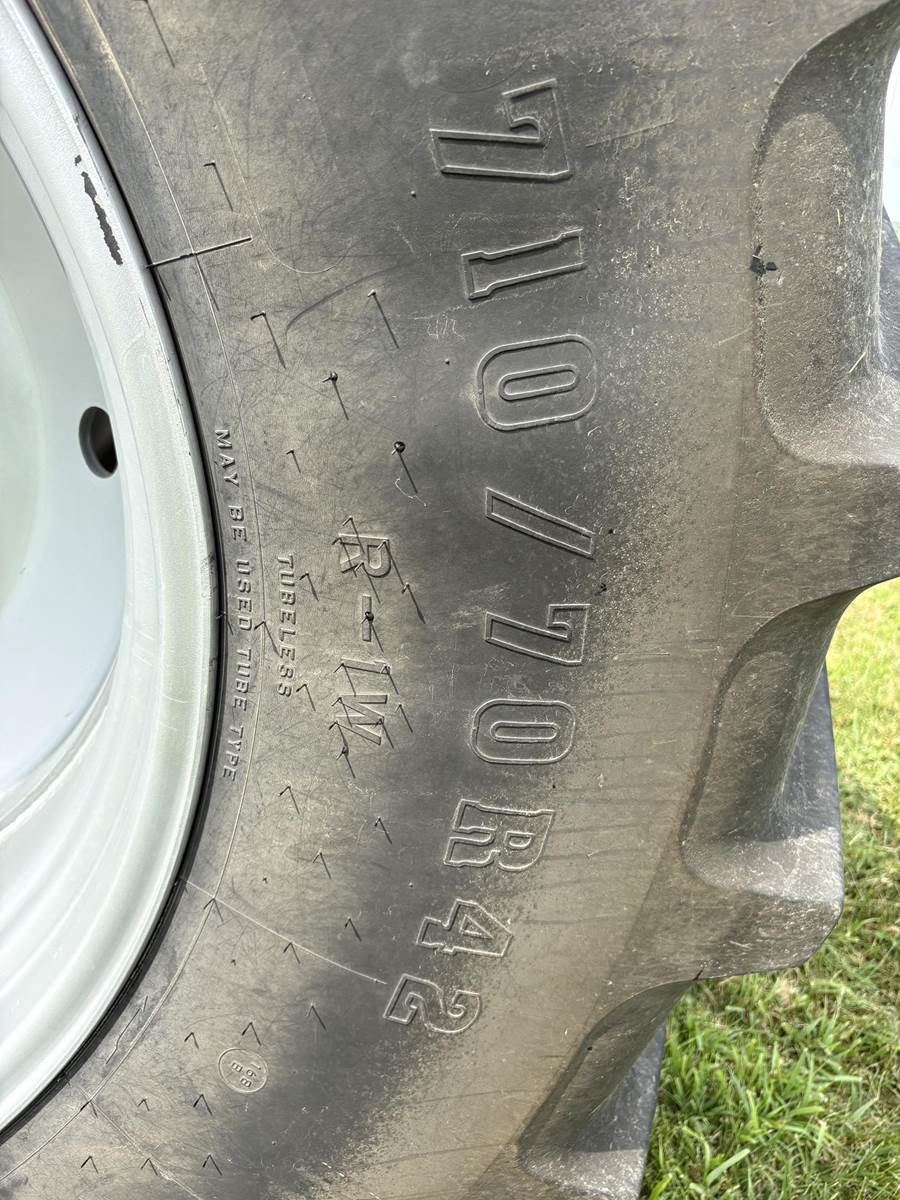 710/70R42
R-1W
TUBELESS
MAY BE USED TUBE TYPE